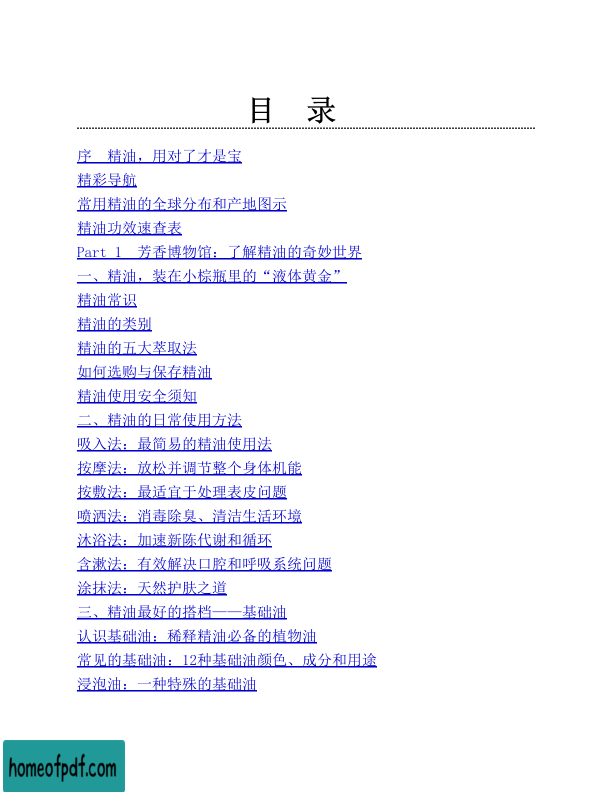 目　录
序　精油，用对了才是宝
精彩导航
常用精油的全球分布和产地图示
精油功效速查表
Part 1　芳香博物馆：了解精油的奇妙世界
一、精油，装在小棕瓶里的“液体黄金”
精油常识
精油的类别
精油的五大萃取法
如何选购与保存精油
精油使用安全须知
二、精油的日常使用方法
吸入法：最简易的精油使用法
按摩法：放松并调节整个身体机能
按敷法：最适宜于处理表皮问题
喷洒法：消毒除臭、清洁生活环境
沐浴法：加速新陈代谢和循环
含漱法：有效解决口腔和呼吸系统问题
涂抹法：天然护肤之道
三、精油最好的搭档——基础油
认识基础油：稀释精油必备的植物油
常见的基础油：12种基础油颜色、成分和用途
浸泡油：一种特殊的基础油
homeofpdf.com